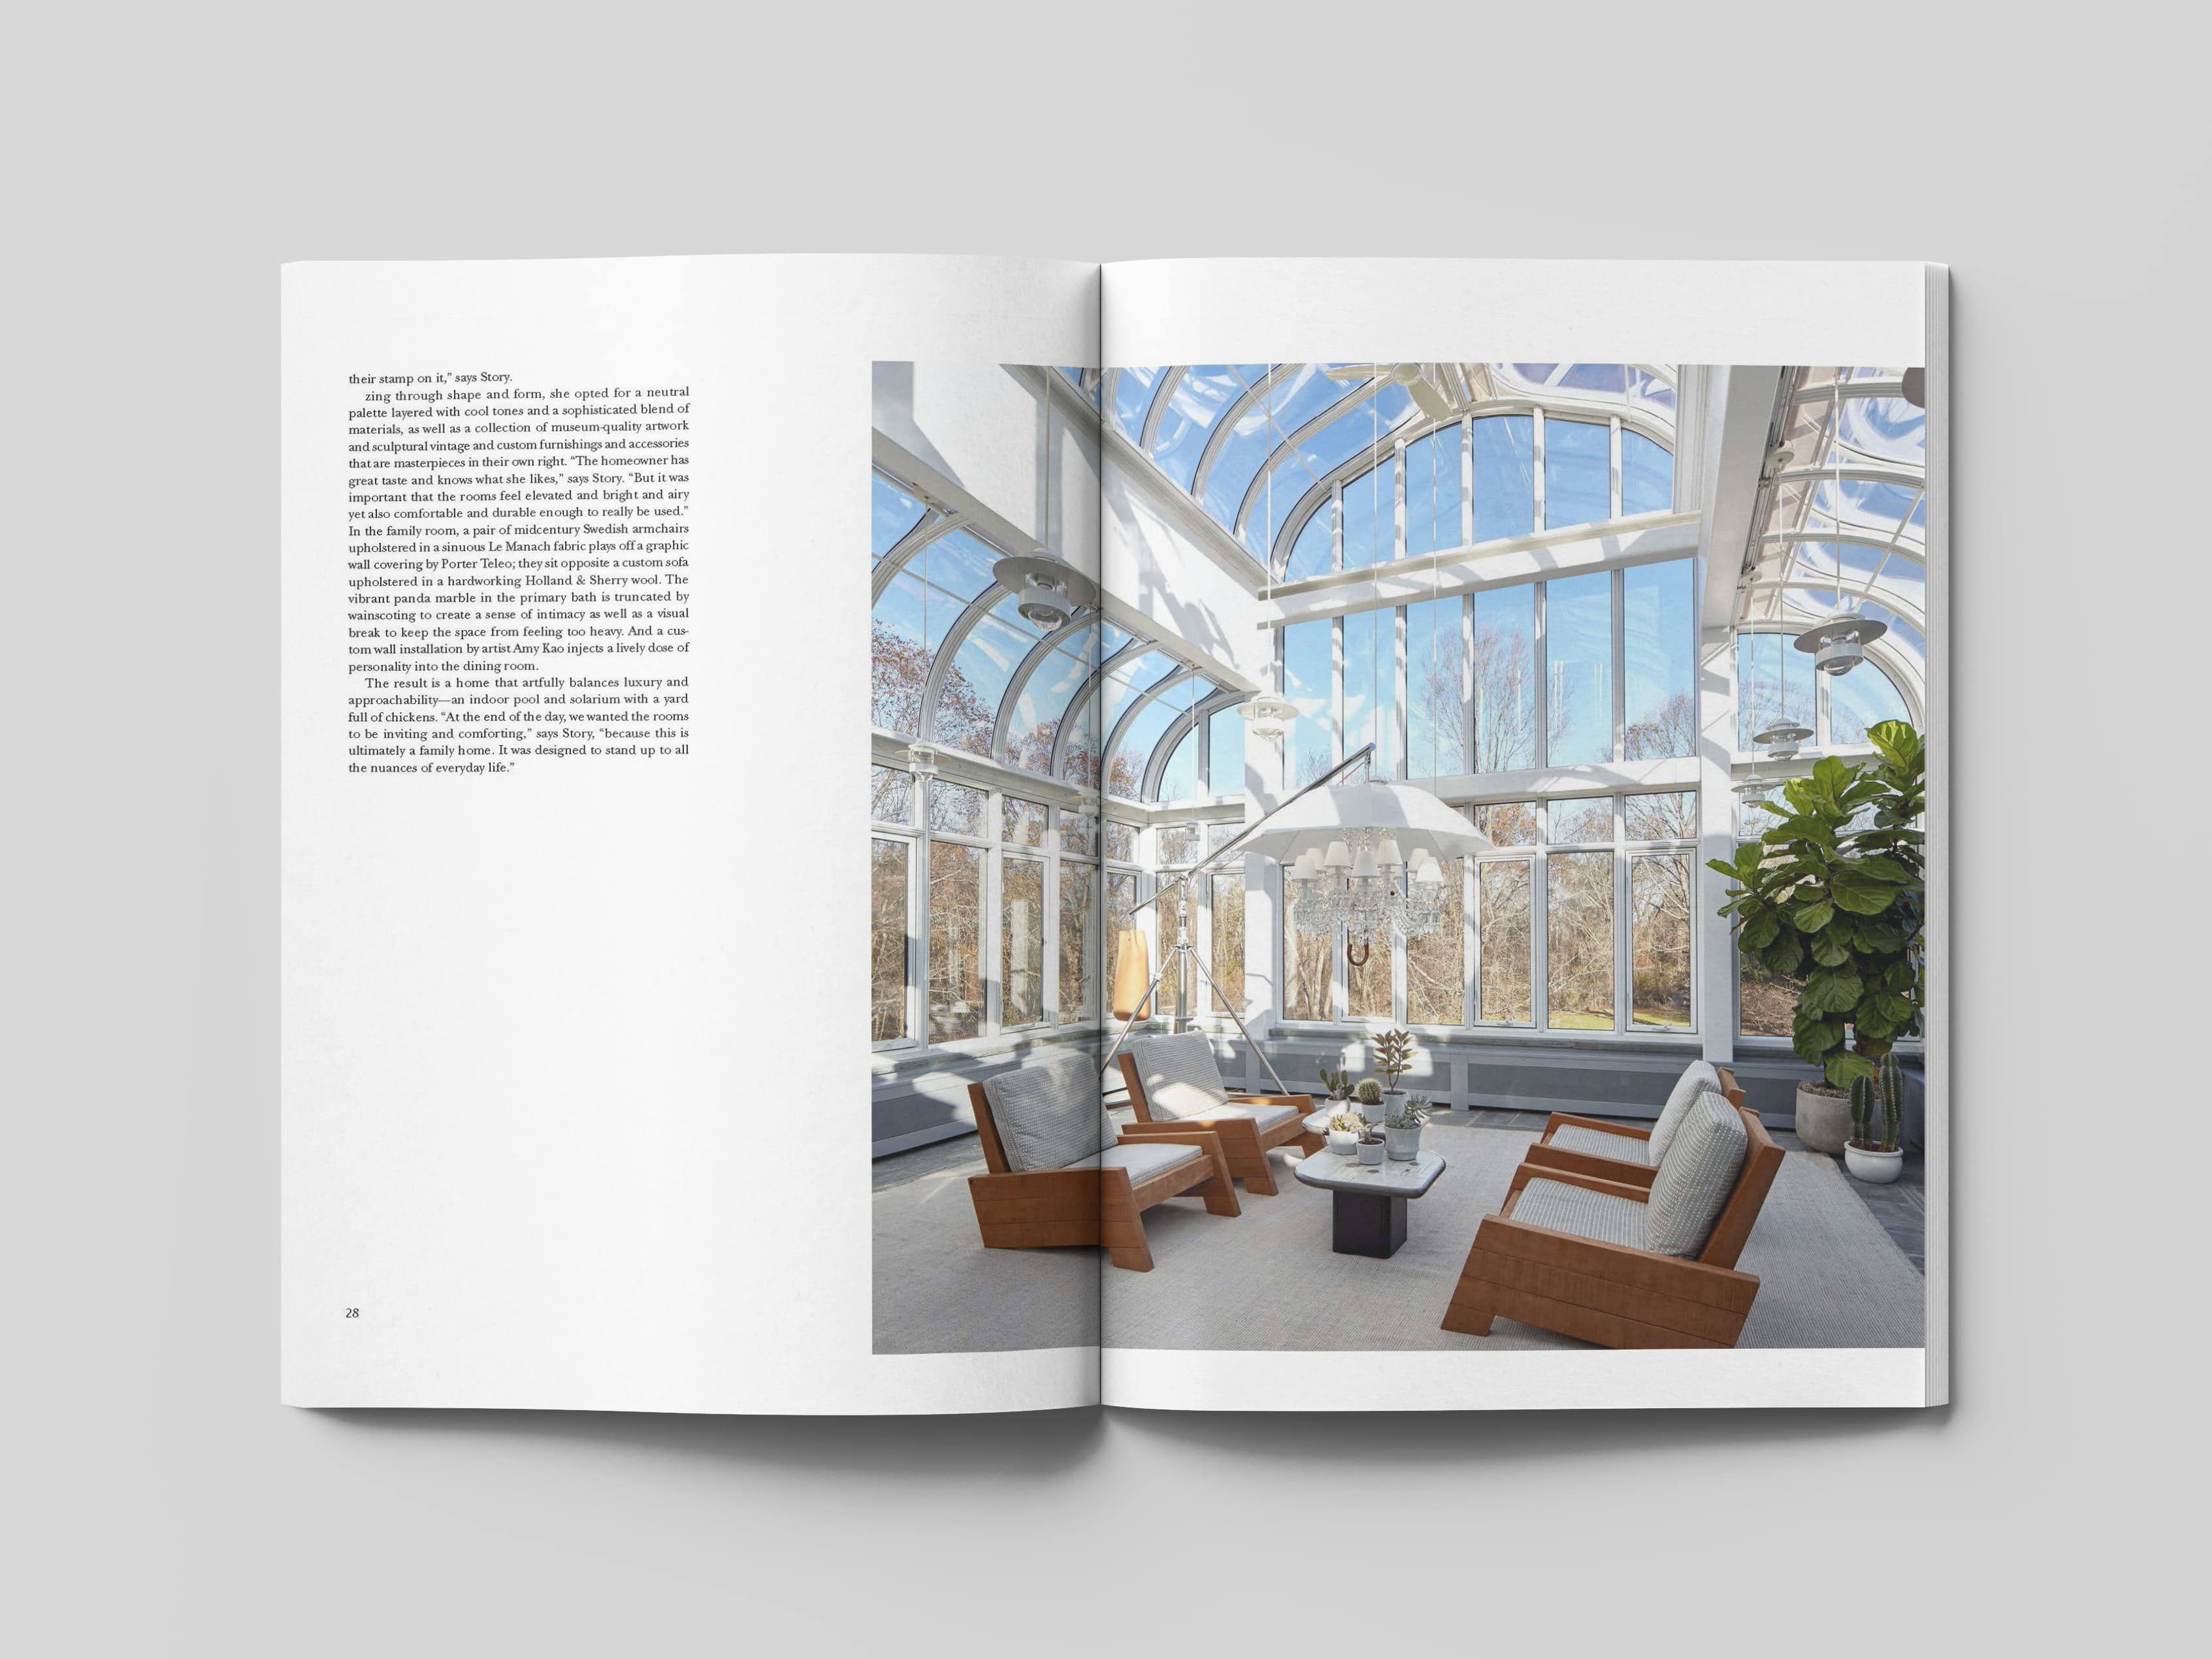 their stamp on it,” says Story.
zing through shape and form, she opted for a neutral
palette layered with cool tones and a sophisticated blend of
materials, as well as a collection of museum-quality artwork
and sculptural vintage and custom furnishings and accessories
that are masterpieces in their own right. “The homeowner has
great taste and knows what she likes,” says Story. “But it was
important that the rooms feel elevated and bright and airy
yet also comfortable and durable enough to really be used.”
In the family room, a pair of midcentury Swedish armchairs
upholstered in a sinuous Le Manach fabric plays off a graphic
wall covering by Porter Teleo; they sit opposite a custom sofa
upholstered in a hardworking Holland & Sherry wool. The
vibrant panda marble in the primary bath is truncated by
wainscoting to create a sense of intimacy as well as a visual
break to keep the space from feeling too heavy. And a cus-
tom wall installation by artist Amy Kao injects a lively dose of
personality into the dining room.
The result is a home that artfully balances luxury and
approachability—an indoor pool and solarium with a yard
full of chickens. “At the end of the day, we wanted the rooms
to be inviting and comforting,” says Story, “because this is
ultimately a family home. It was designed to stand up to all
the nuances of everyday life.”
28